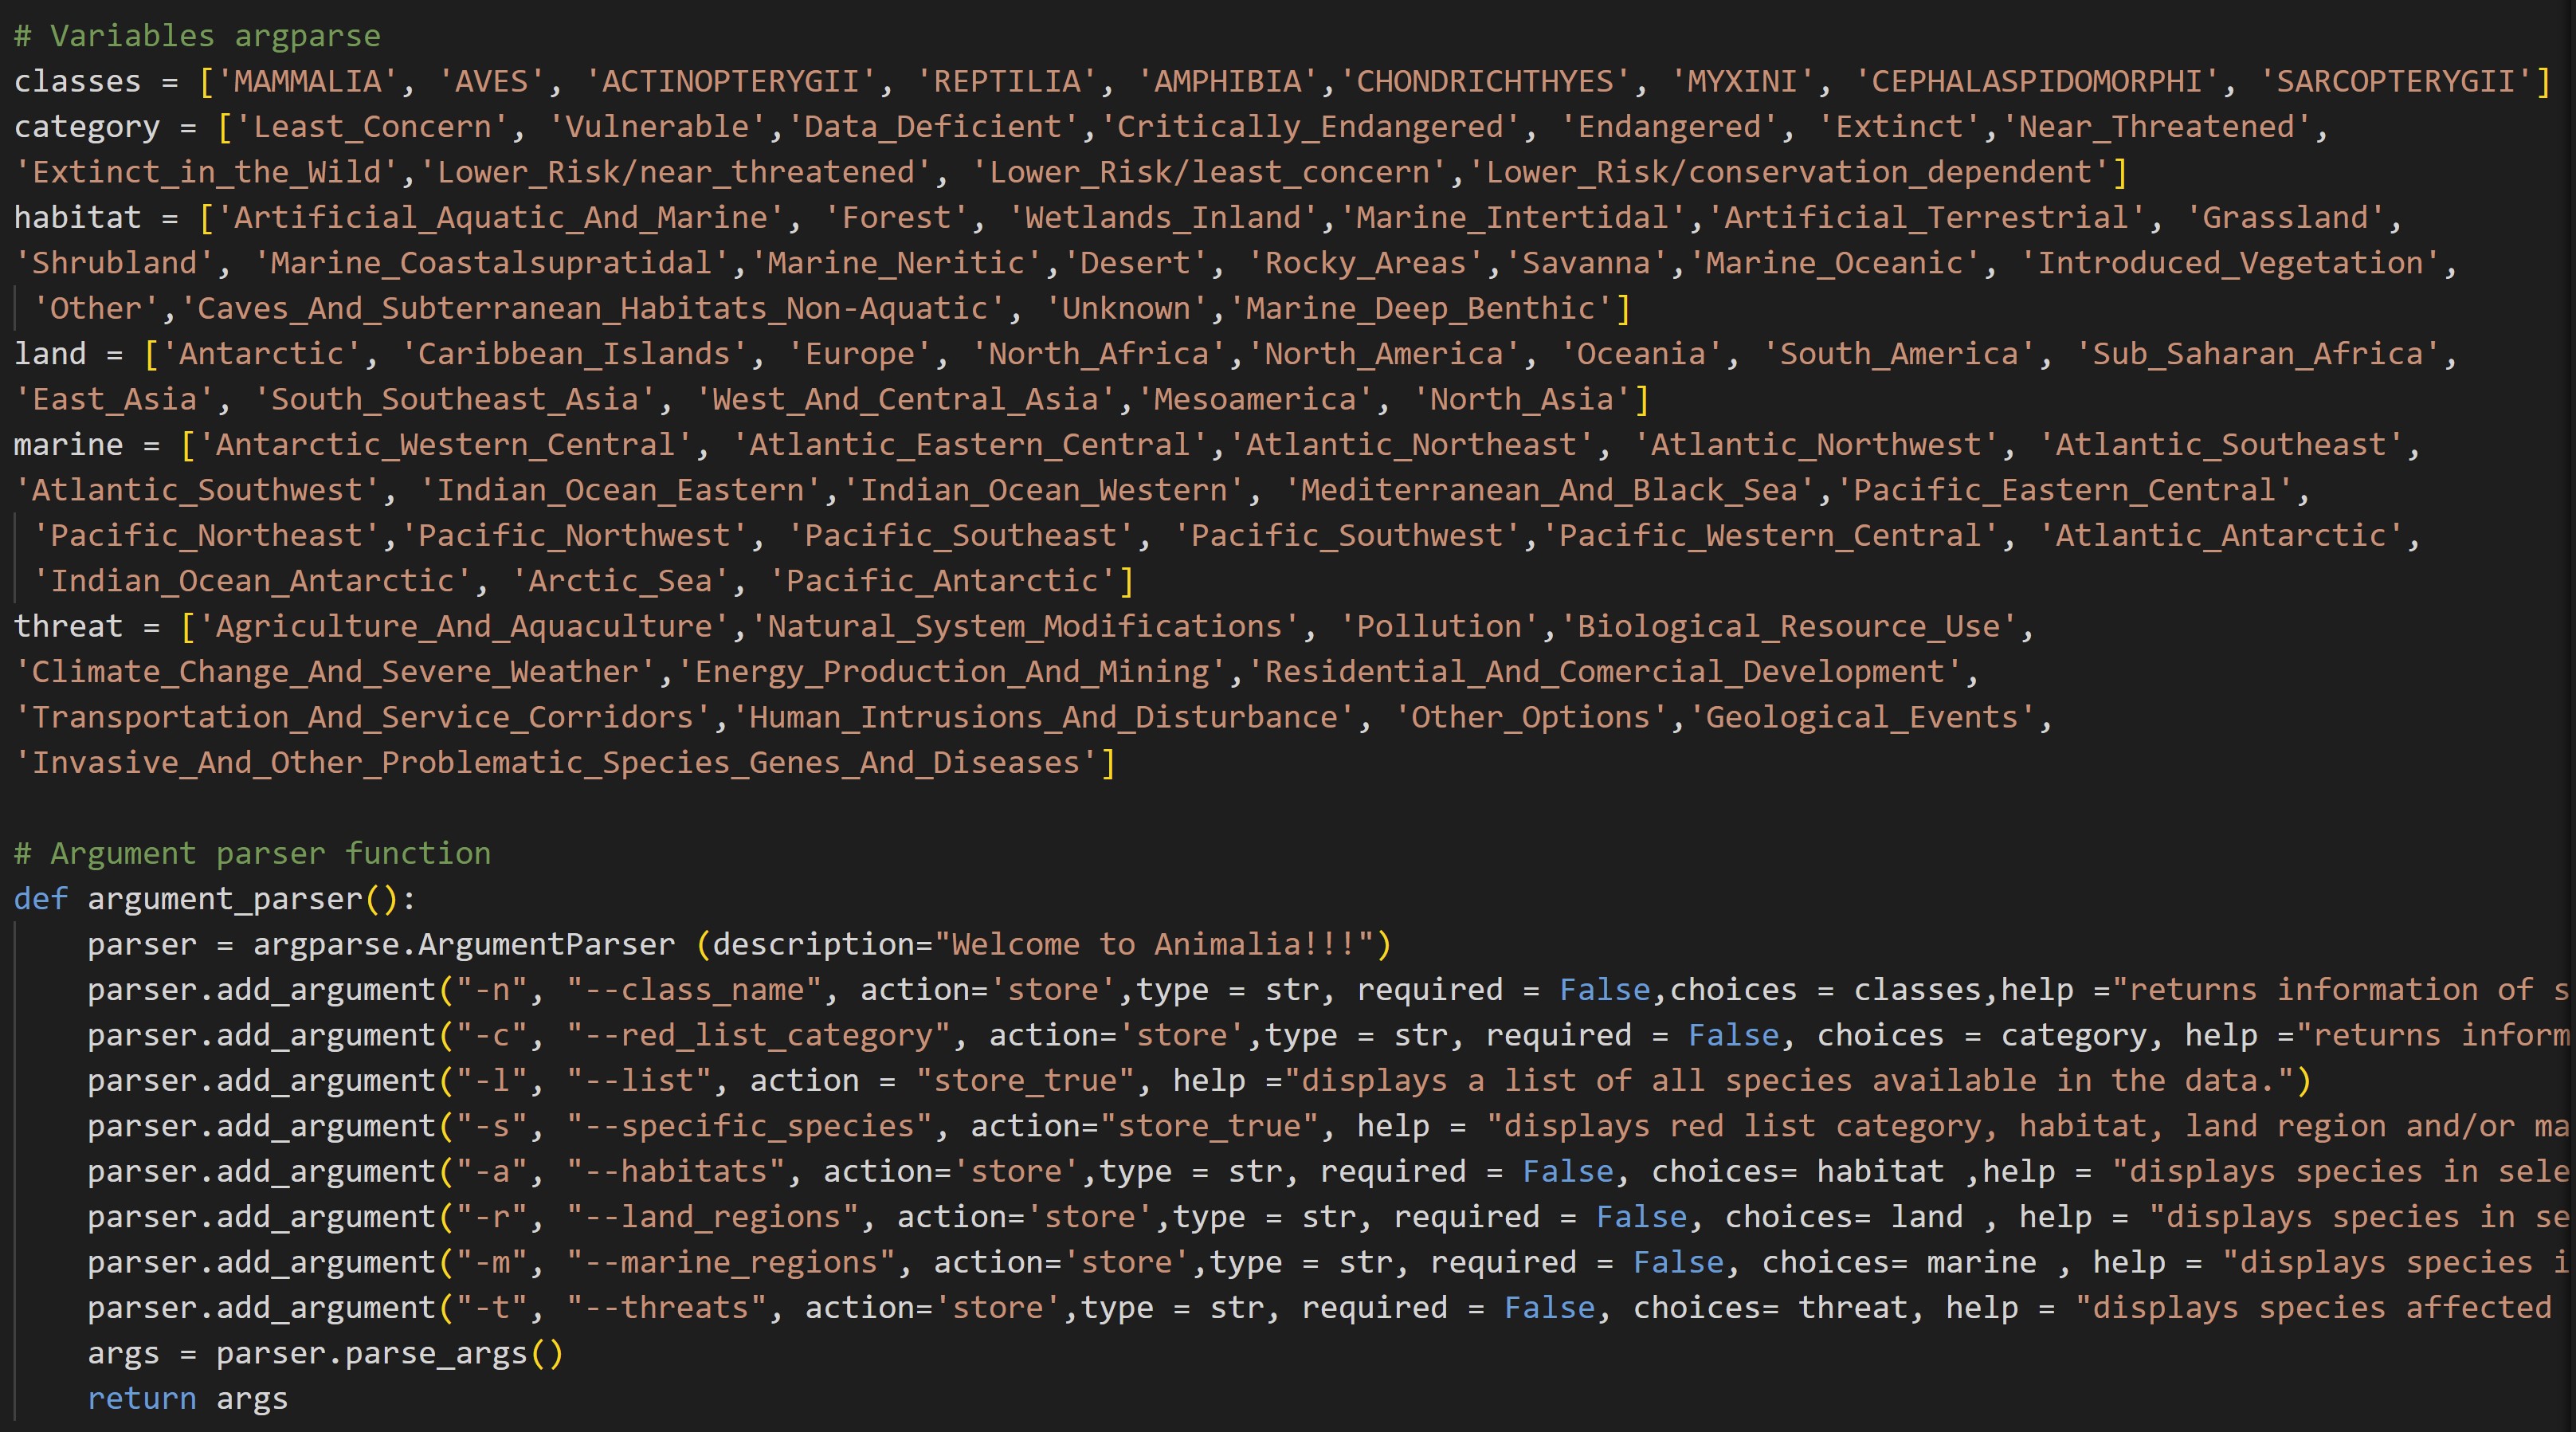 # Variables argparse
classes = ['MAMMALIA', 'AVES', 'ACTINOPTERYGII', 'REPTILIA', 'AMPHIBIA','CHONDRICHTHYES', 'MYXINI', 'CEPHALASPIDOMORPHI', 'SARCOPTERYGII']
category = ['Least_Concern', 'Vulnerable','Data_Deficient','Critically_Endangered', 'Endangered', 'Extinct','Near_Threatened',
'Extinct_in_the_Wild','Lower_Risk/near_threatened', 'Lower_Risk/least_concern','Lower_Risk/conservation_dependent']
habitat = ['Artificial_Aquatic_And_Marine', 'Forest', 'Wetlands_Inland','Marine_Intertidal','Artificial_Terrestrial', 'Grassland',
'Shrubland', 'Marine_Coastalsupratidal','Marine_Neritic','Desert', 'Rocky_Areas','Savanna','Marine_Oceanic', 'Introduced_Vegetation',
 'Other','Caves_And_Subterranean_Habitats_Non-Aquatic', 'Unknown','Marine_Deep_Benthic']
land = ['Antarctic', 'Caribbean_Islands', 'Europe', 'North_Africa','North_America', 'Oceania', 'South_America', 'Sub_Saharan_Africa',
'East_Asia', 'South_Southeast_Asia', 'West_And_Central_Asia','Mesoamerica', 'North_Asia']
marine = ['Antarctic_Western_Central', 'Atlantic_Eastern_Central','Atlantic_Northeast', 'Atlantic_Northwest', 'Atlantic_Southeast',
'Atlantic_Southwest', 'Indian_Ocean_Eastern','Indian_Ocean_Western', 'Mediterranean_And_Black_Sea','Pacific_Eastern_Central',
 'Pacific_Northeast','Pacific_Northwest', 'Pacific_Southeast', 'Pacific_Southwest','Pacific_Western_Central', 'Atlantic_Antarctic',
 'Indian_Ocean_Antarctic', 'Arctic_Sea', 'Pacific_Antarctic']
threat = ['Agriculture_And_Aquaculture','Natural_System_Modifications', 'Pollution','Biological_Resource_Use',
'Climate_Change_And_Severe_Weather','Energy_Production_And_Mining','Residential_And_Comercial_Development',
'Transportation_And_Service_Corridors','Human_Intrusions_And_Disturbance', 'Other_Options','Geological_Events',
'Invasive_And_Other_Problematic_Species_Genes_And_Diseases']
# Argument parser function
def argument_parser():
    parser = argparse.ArgumentParser (description="Welcome to Animalia!!!")
    parser.add_argument("-n", "--class_name", action='store',type = str, required = False,choices = classes,help ="returns information of s
    parser.add_argument("-c", "--red_list_category", action='store',type = str, required = False, choices = category, help ="returns inform
    parser.add_argument("-l", "--list", action = "store_true", help ="displays a list of all species available in the data.")
    parser.add_argument("-s", "--specific_species", action="store_true", help = "displays red list category, habitat, land region and/or ma
    parser.add_argument("-a", "--habitats", action='store',type = str, required = False, choices= habitat ,help = "displays species in sele
    parser.add_argument("-r", "--land_regions", action='store',type = str, required = False, choices= land , help = "displays species in se
    parser.add_argument("-m", "--marine_regions", action='store',type = str, required = False, choices= marine , help = "displays species i
    parser.add_argument("-t", "--threats", action='store',type = str, required = False, choices= threat, help = "displays species affected
    args = parser.parse_args()
    return args